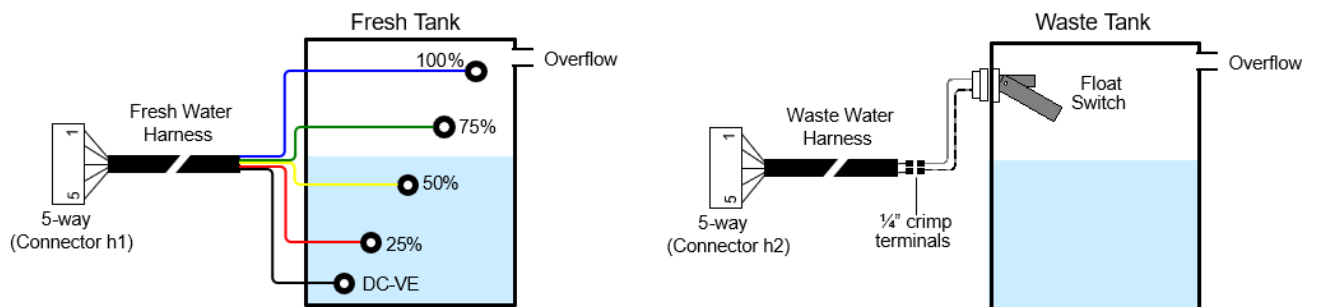 Fresh Tank
100%
Overflow
Fresh Water
Harness
75%
1
5
50%
5-way
(Connector h1)
25%
DC-VE
Waste Tank
Overflow
Float
Switch
Waste Water
Harness
1
5
5-way
(Connector h2)
¼” crimp
terminals